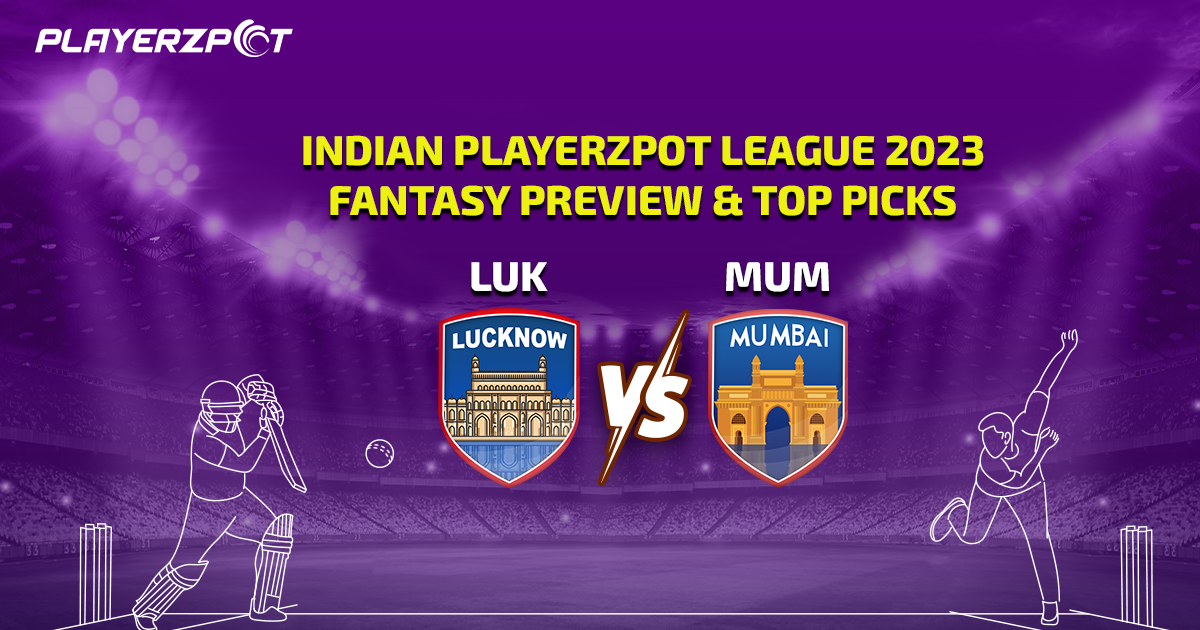 PLAYERZPOT
INDIAN PLAYERZPOT LEAGUE 2023
FANTASY PREVIEW & TOP PICKS
LUK
MUM
LUCKNOW
VS
MUMBAI